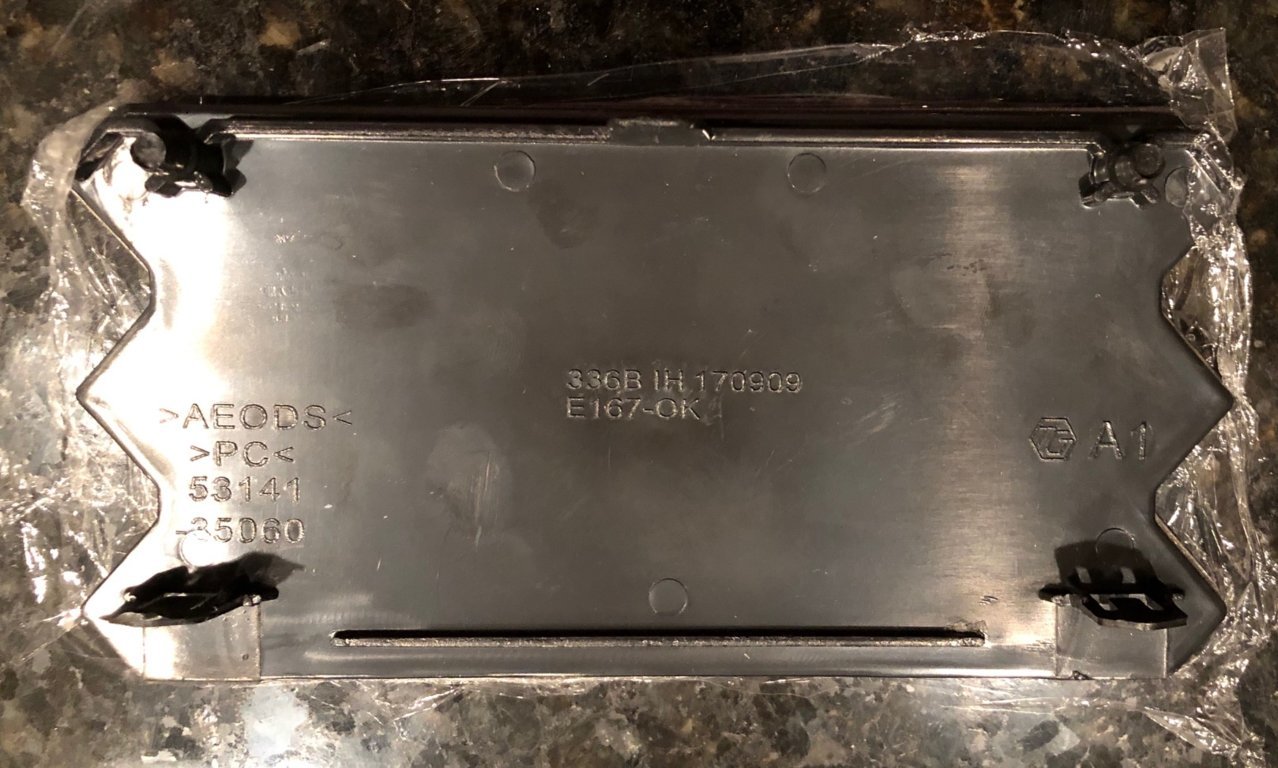 336B IH 170909
E167-OK
>AEODS<
>PC<
53141
-35060
A1